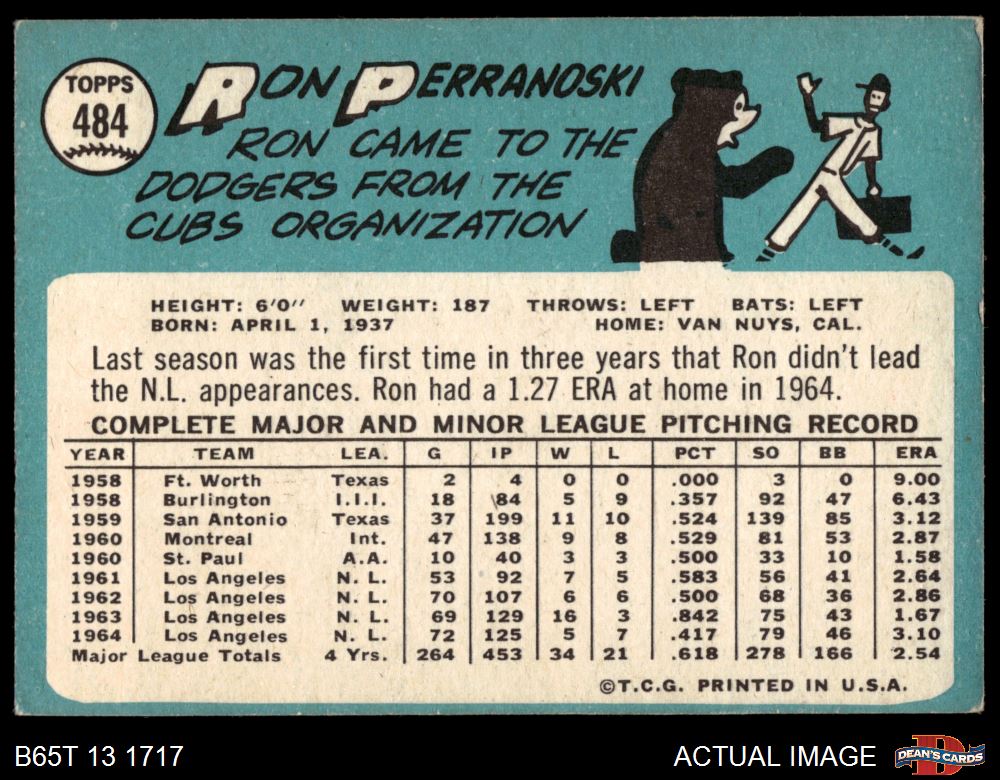 TOPPS
484
RON PERRANOSKI
RON CAME TO THE
DODGERS FROM THE
CUBS ORGANIZATION
HEIGHT: 6'0" WEIGHT: 187 THROWS: LEFT BATS: LEFT
BORN: APRIL 1, 1937 HOME: VAN NUYS, CAL.
Last season was the first time in three years that Ron didn't lead
the N.L. appearances. Ron had a 1.27 ERA at home in 1964.
COMPLETE MAJOR AND MINOR LEAGUE PITCHING RECORD
YEAR TEAM LEA. G IP W L PCT SO BB ERA
1958 Ft. Worth Texas 2 4 0 0 .000 3 0 9.00
1958 Burlington I.I.I. 18 84 5 9 .357 92 47 6.43
1959 San Antonio Texas 37 199 11 10 .524 139 85 3.12
1960 Montreal Int. 47 138 9 8 .529 81 53 2.87
1960 St. Paul A.A. 10 40 3 3 .500 33 10 1.58
1961 Los Angeles N. L. 53 92 7 5 .583 56 41 2.64
1962 Los Angeles N. L. 70 107 6 6 .500 68 36 2.86
1963 Los Angeles N. L. 69 129 16 3 .842 75 43 1.67
1964 Los Angeles N. L. 72 125 5 7 .417 79 46 3.10
Major League Totals 4 Yrs. 264 453 34 21 .618 278 166 2.54
©T.C.G. PRINTED IN U.S.A.
B65T 13 1717 ACTUAL IMAGE DEAN'S CARDS